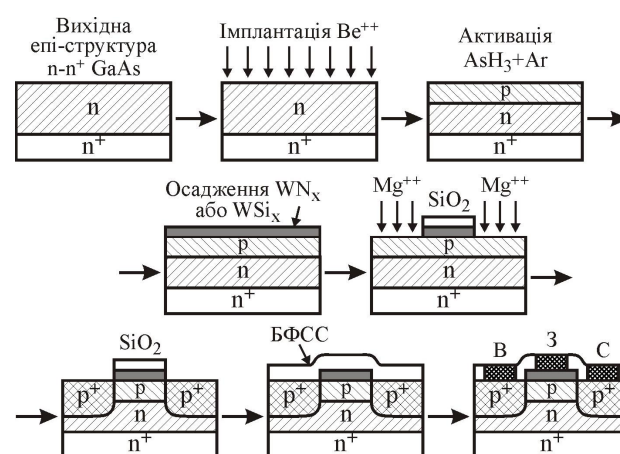 Вихідна
епі-структура
n-n⁺ GaAs
Імплантація Be⁺⁺
Активація
AsH₃+Ar
n
n⁺
n
n⁺
p
n
n⁺
Осадження WNₓ
або WSiₓ
Mg⁺⁺
SiO₂
Mg⁺⁺
p
n
n⁺
p
n
n⁺
SiO₂
p⁺
p
p⁺
n
n⁺
БФСС
p⁺
p
p⁺
n
n⁺
В
З
С
p⁺
p
p⁺
n
n⁺